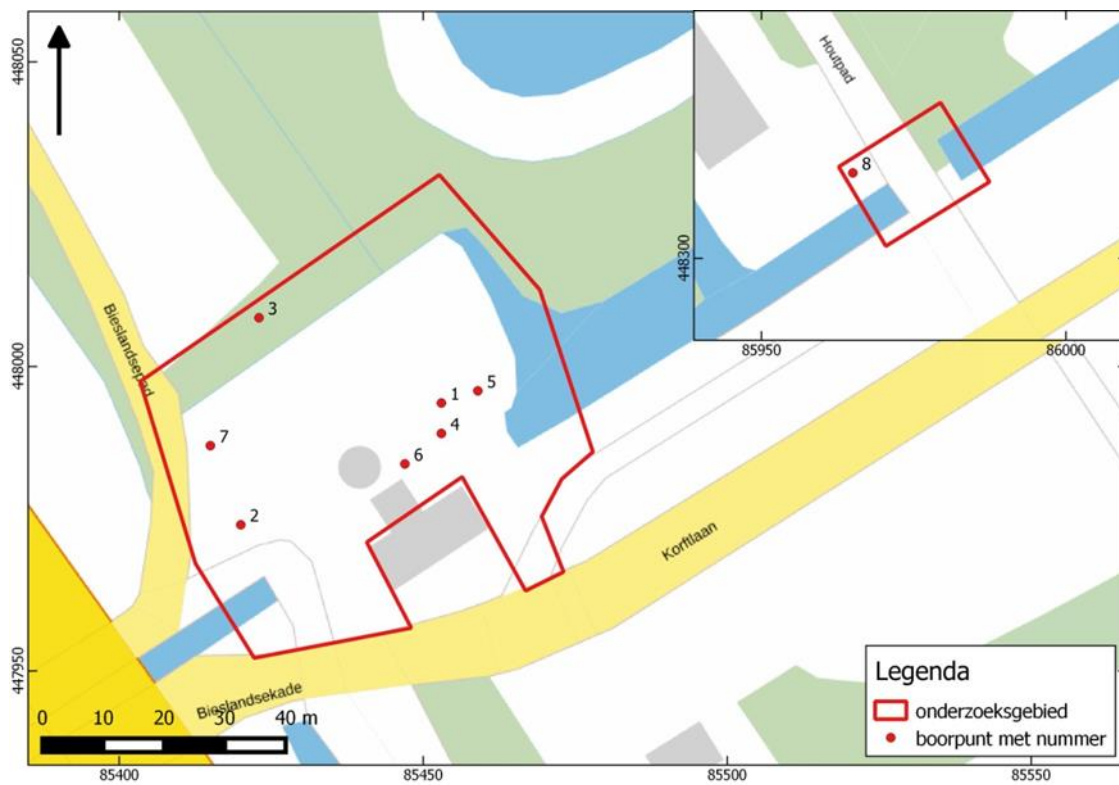 448050
448000
447950
85400
85450
85500
85550
Bieslandsepad
3
1
5
4
6
7
2
Korftlaan
Bieslandsekade
0 10 20 30 40 m
Houtpad
8
448300
85950
86000
Legenda
onderzoeksgebied
boorpunt met nummer